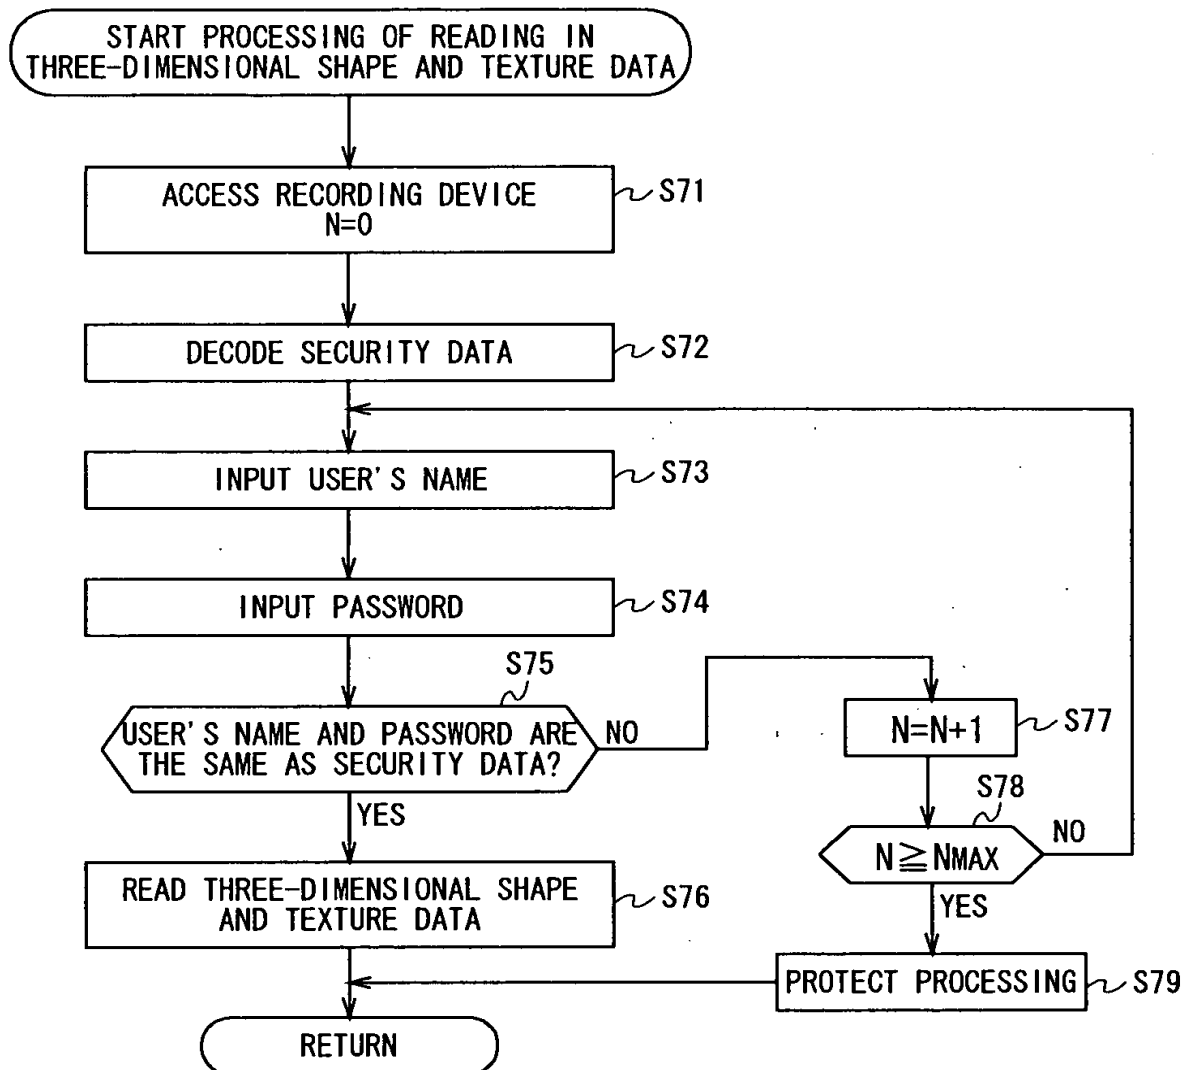 START PROCESSING OF READING IN
THREE-DIMENSIONAL SHAPE AND TEXTURE DATA
ACCESS RECORDING DEVICE
N=0
S71
DECODE SECURITY DATA
S72
INPUT USER'S NAME
S73
INPUT PASSWORD
S74
S75
USER'S NAME AND PASSWORD ARE
THE SAME AS SECURITY DATA?
NO
YES
N=N+1
S77
S78
N≧NMAX
NO
YES
READ THREE-DIMENSIONAL SHAPE
AND TEXTURE DATA
S76
PROTECT PROCESSING
S79
RETURN